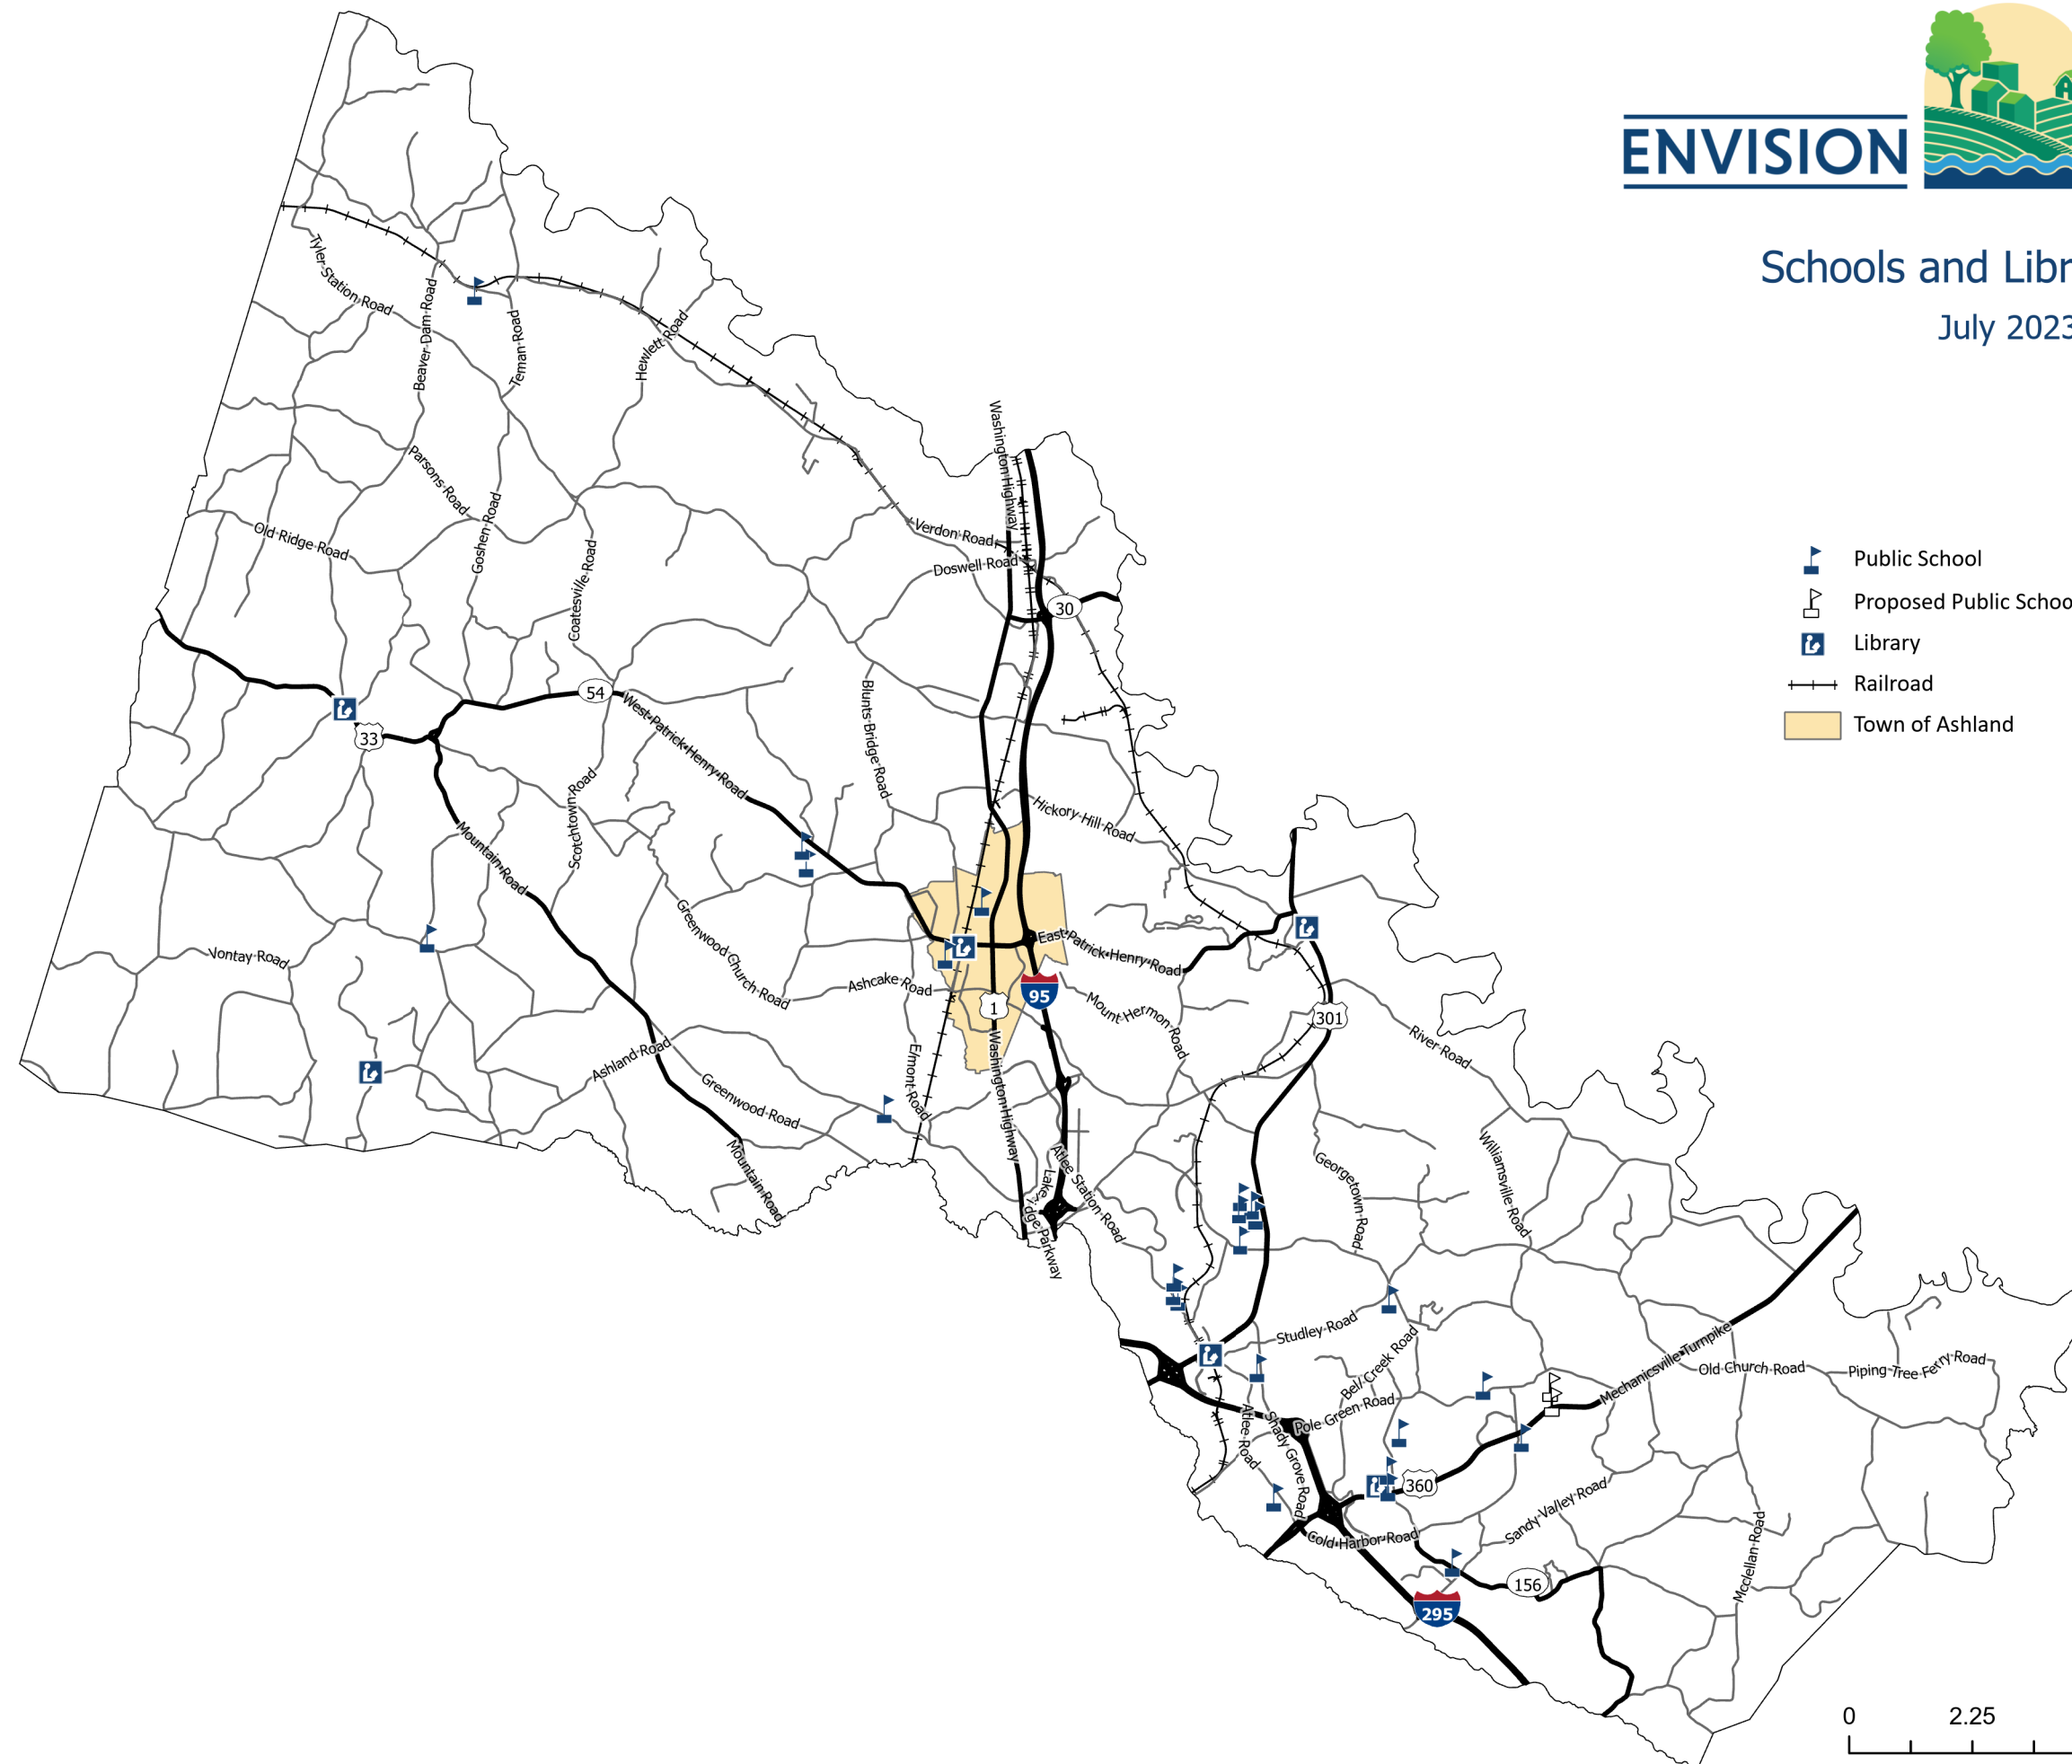 ENVISION
Schools and Libr
July 2023
Public School
Proposed Public Schoo
Library
Railroad
Town of Ashland
Tyler Station Road
Beaver Dam Road
Teman Road
Hewlett Road
Washington Highway
Parsons Road
Goshen Road
Old Ridge Road
Coatesville Road
Verdon Road
Doswell Road
30
54
33
West Patrick Henry Road
Blunts Bridge Road
Scotchtown Road
Mountain Road
Hickory Hill Road
Greenwood Church Road
Vontay Road
Ashcake Road
East Patrick Henry Road
95
1
Mount Hermon Road
301
River Road
Ashland Road
Greenwood Road
Elmont Road
Washington Highway
Mountain Road
Atlee Station Road
Lakeridge Parkway
Georgetown Road
Williamsville Road
Studley Road
Bell Creek Road
Mechanicsville Turnpike
Old Church Road
Piping Tree Ferry Road
Pole Green Road
Atlee Road
Shady Grove Road
360
Sandy Valley Road
Cold Harbor Road
Mcclellan Road
156
295
0 2.25